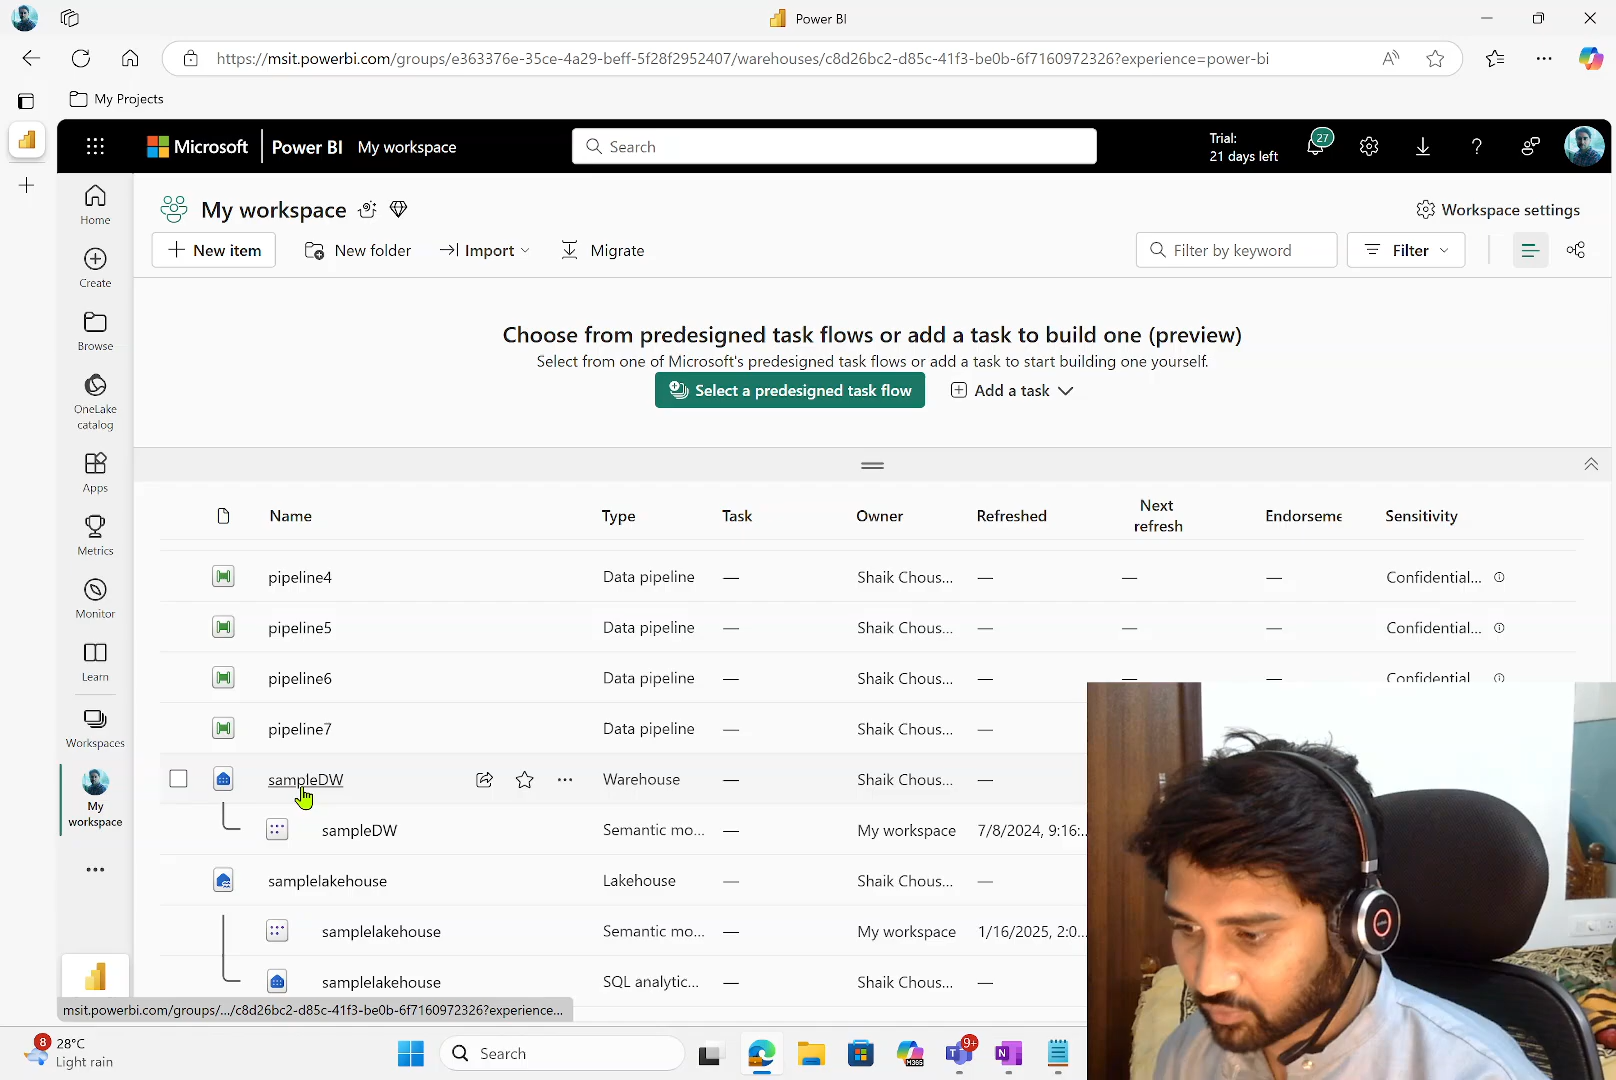 Power BI
https://msit.powerbi.com/groups/e363376e-35ce-4a29-beff-5f28f2952407/warehouses/c8d26bc2-d85c-41f3-be0b-6f7160972326?experience=power-bi
My Projects
Microsoft
Power BI My workspace
Search
Trial:
21 days left
27
Home
Create
Browse
OneLake
catalog
Apps
Metrics
Monitor
Learn
Workspaces
My
workspace
My workspace
Workspace settings
New item
New folder
Import
Migrate
Filter by keyword
Filter
Choose from predesigned task flows or add a task to build one (preview)
Select from one of Microsoft's predesigned task flows or add a task to start building one yourself.
Select a predesigned task flow
Add a task
Name Type Task Owner Refreshed Next refresh Endorseme Sensitivity
pipeline4 Data pipeline — Shaik Chous... — — — Confidential...
pipeline5 Data pipeline — Shaik Chous... — — — Confidential...
pipeline6 Data pipeline — Shaik Chous... — — — Confidential
pipeline7 Data pipeline — Shaik Chous... —
sampleDW Warehouse — Shaik Chous... —
sampleDW Semantic mo... — My workspace 7/8/2024, 9:16:...
samplelakehouse Lakehouse — Shaik Chous... —
samplelakehouse Semantic mo... — My workspace 1/16/2025, 2:0...
samplelakehouse SQL analytic... — Shaik Chous... —
msit.powerbi.com/groups/.../c8d26bc2-d85c-41f3-be0b-6f7160972326?experience...
8
28°C
Light rain
Search
M365
9+